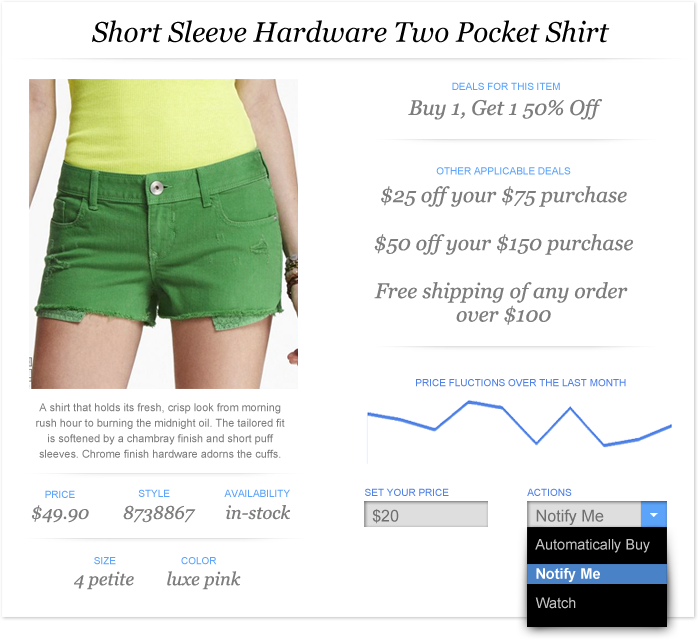 Short Sleeve Hardware Two Pocket Shirt
DEALS FOR THIS ITEM
Buy 1, Get 1 50% Off
OTHER APPLICABLE DEALS
$25 off your $75 purchase
$50 off your $150 purchase
Free shipping of any order
over $100
PRICE FLUCTIONS OVER THE LAST MONTH
A shirt that holds its fresh, crisp look from morning
rush hour to burning the midnight oil. The tailored fit
is softened by a chambray finish and short puff
sleeves. Chrome finish hardware adorns the cuffs.
PRICE
$49.90
STYLE
8738867
AVAILABILITY
in-stock
SIZE
4 petite
COLOR
luxe pink
SET YOUR PRICE
$20
ACTIONS
Notify Me
Automatically Buy
Notify Me
Watch